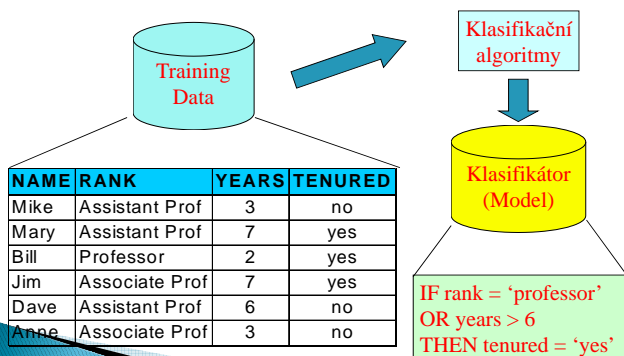 Training
Data
Klasifikační
algoritmy
NAME RANK YEARS TENURED
Mike Assistant Prof 3 no
Mary Assistant Prof 7 yes
Bill Professor 2 yes
Jim Associate Prof 7 yes
Dave Assistant Prof 6 no
Anne Associate Prof 3 no
Klasifikátor
(Model)
IF rank = ‘professor’
OR years > 6
THEN tenured = ‘yes’